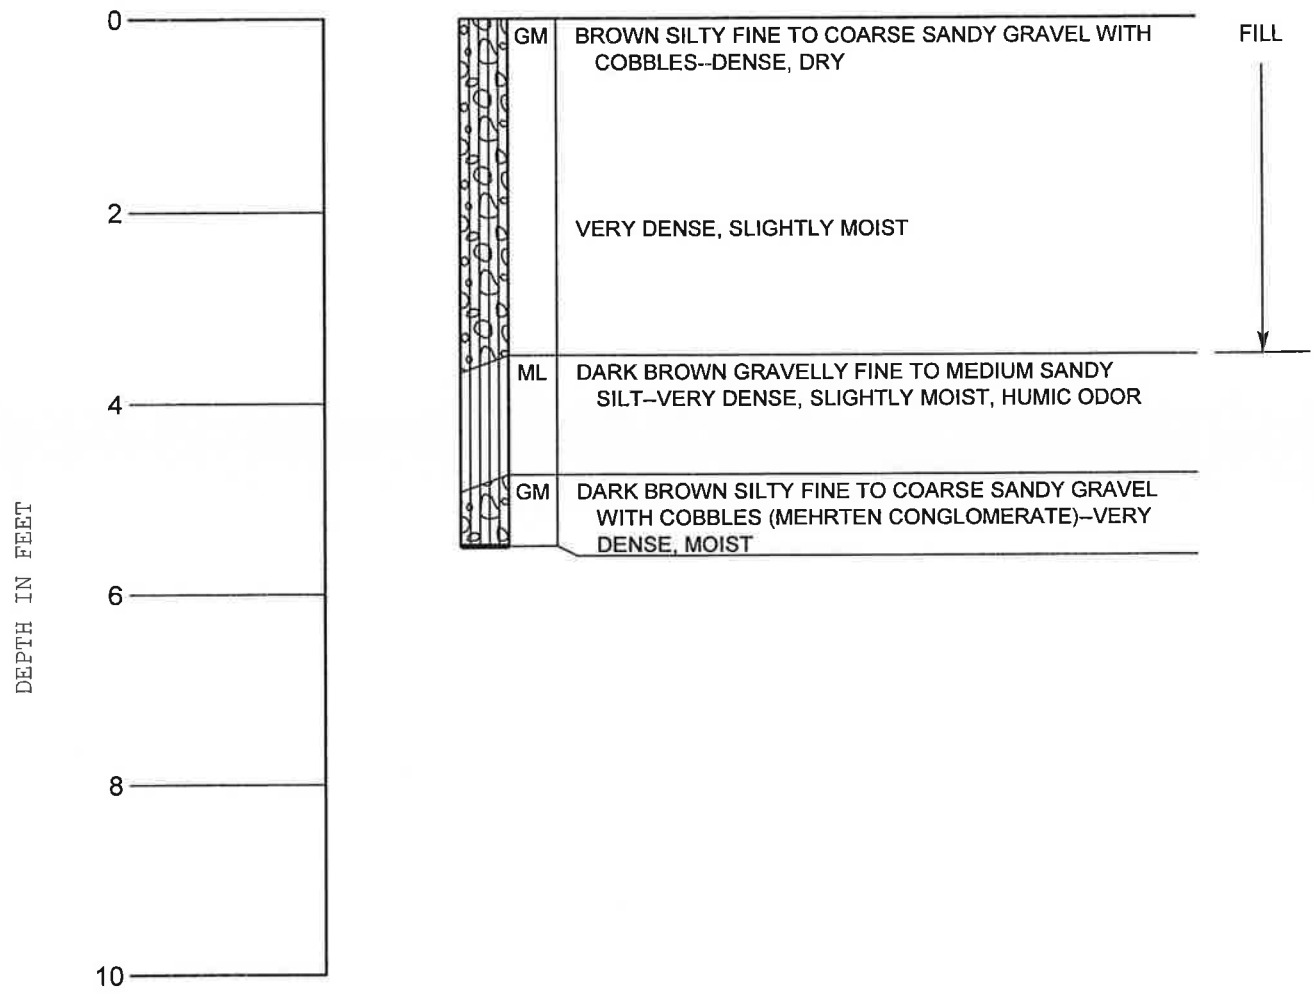 0
GM
BROWN SILTY FINE TO COARSE SANDY GRAVEL WITH
COBBLES--DENSE, DRY
FILL
2
VERY DENSE, SLIGHTLY MOIST
ML
DARK BROWN GRAVELLY FINE TO MEDIUM SANDY
SILT--VERY DENSE, SLIGHTLY MOIST, HUMIC ODOR
4
GM
DARK BROWN SILTY FINE TO COARSE SANDY GRAVEL
WITH COBBLES (MEHRTEN CONGLOMERATE)--VERY
DENSE, MOIST
DEPTH IN FEET
6
8
10